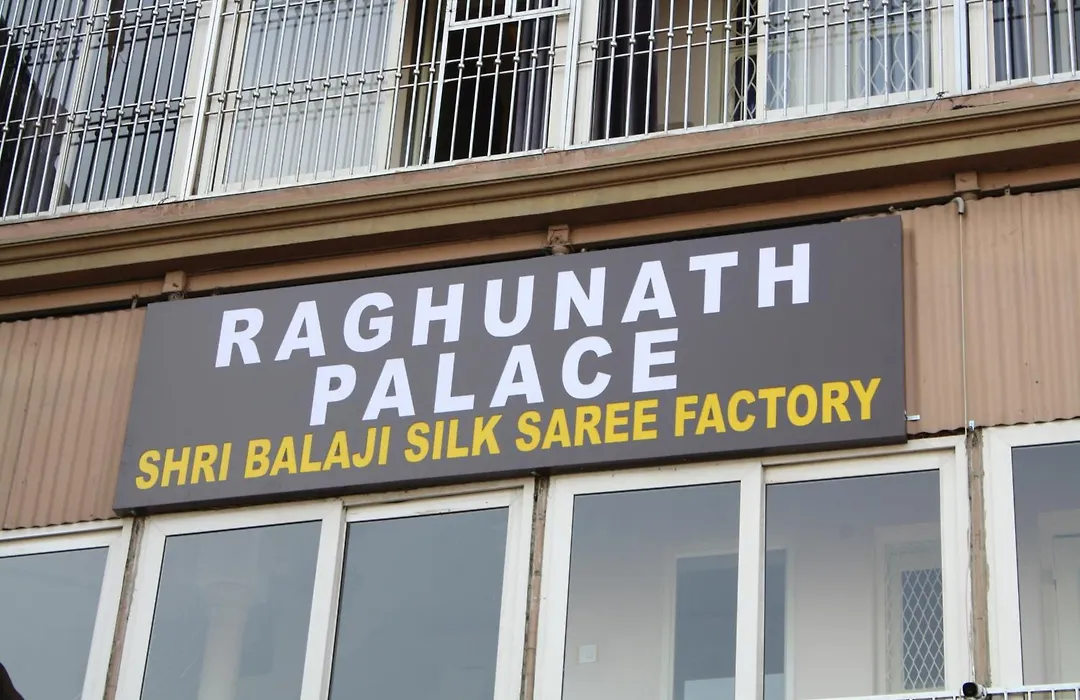 RAGHUNATH
PALACE
SHRI BALAJI SILK SAREE FACTORY